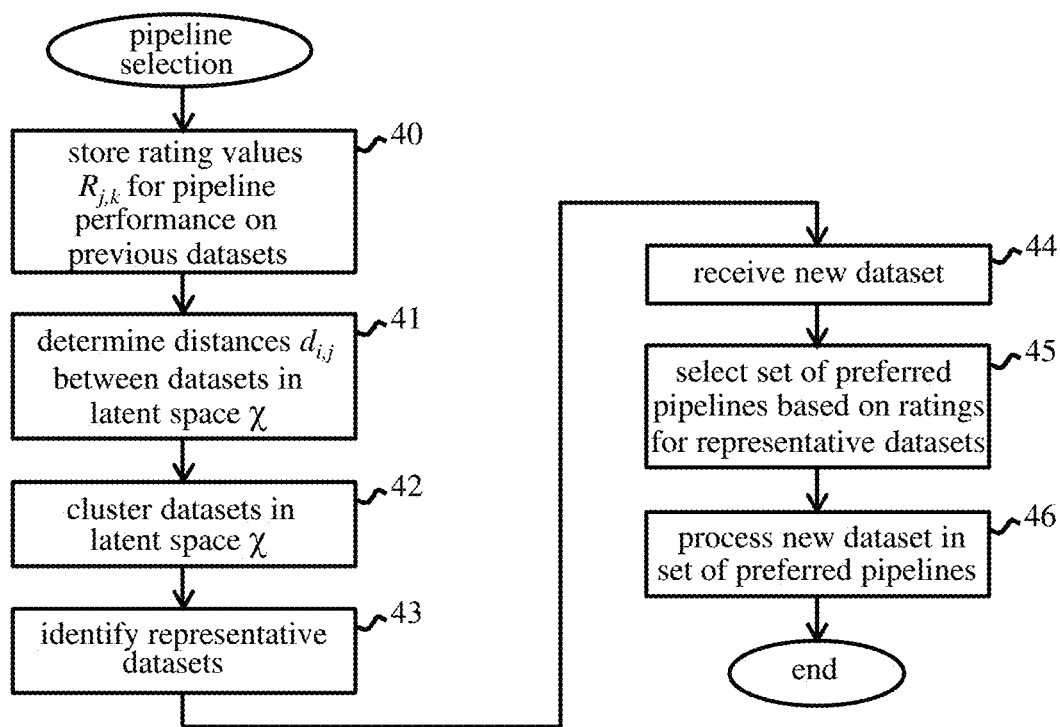 pipeline
selection
40
store rating values
R_{j,k} for pipeline
performance on
previous datasets
41
determine distances d_{i,j}
between datasets in
latent space χ
42
cluster datasets in
latent space χ
43
identify representative
datasets
44
receive new dataset
45
select set of preferred
pipelines based on ratings
for representative datasets
46
process new dataset in
set of preferred pipelines
end